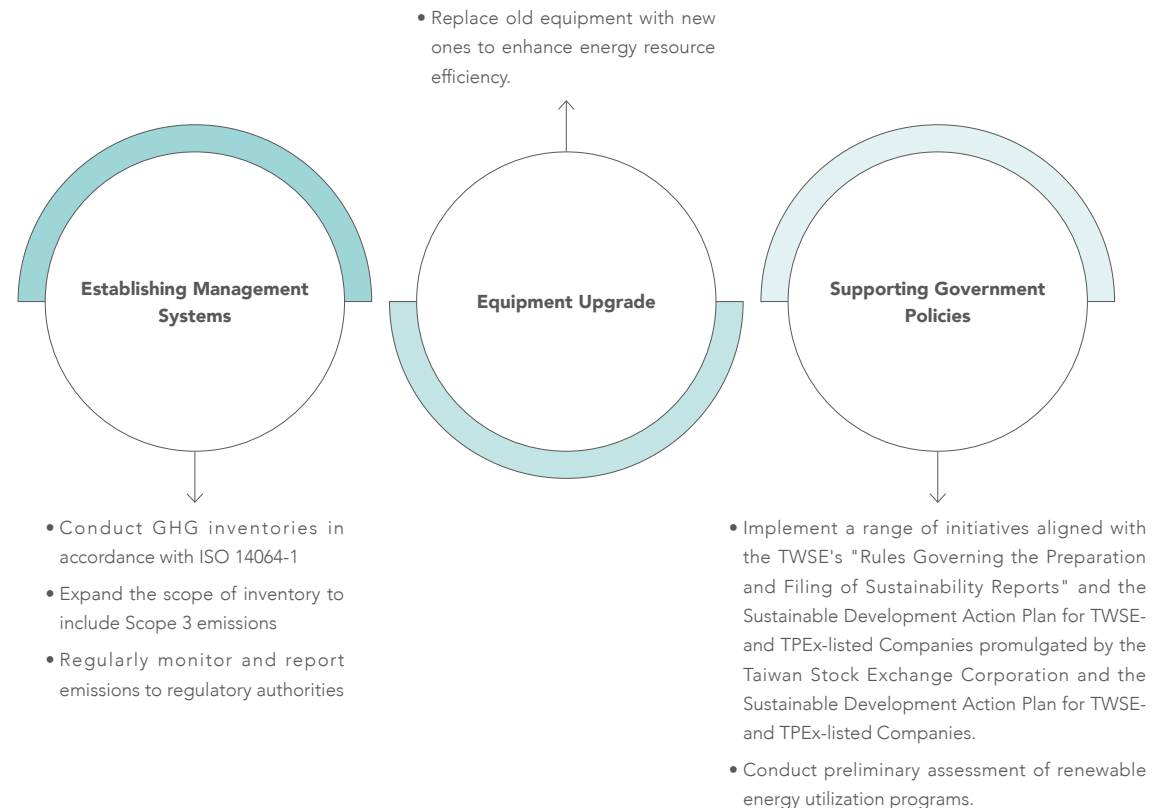 • Replace old equipment with new
ones to enhance energy resource
efficiency.
Establishing Management
Systems
Equipment Upgrade
Supporting Government
Policies
• Conduct GHG inventories in
accordance with ISO 14064-1
• Expand the scope of inventory to
include Scope 3 emissions
• Regularly monitor and report
emissions to regulatory authorities
• Implement a range of initiatives aligned with
the TWSE's "Rules Governing the Preparation
and Filing of Sustainability Reports" and the
Sustainable Development Action Plan for TWSE-
and TPEx-listed Companies promulgated by the
Taiwan Stock Exchange Corporation and the
Sustainable Development Action Plan for TWSE-
and TPEx-listed Companies.
• Conduct preliminary assessment of renewable
energy utilization programs.